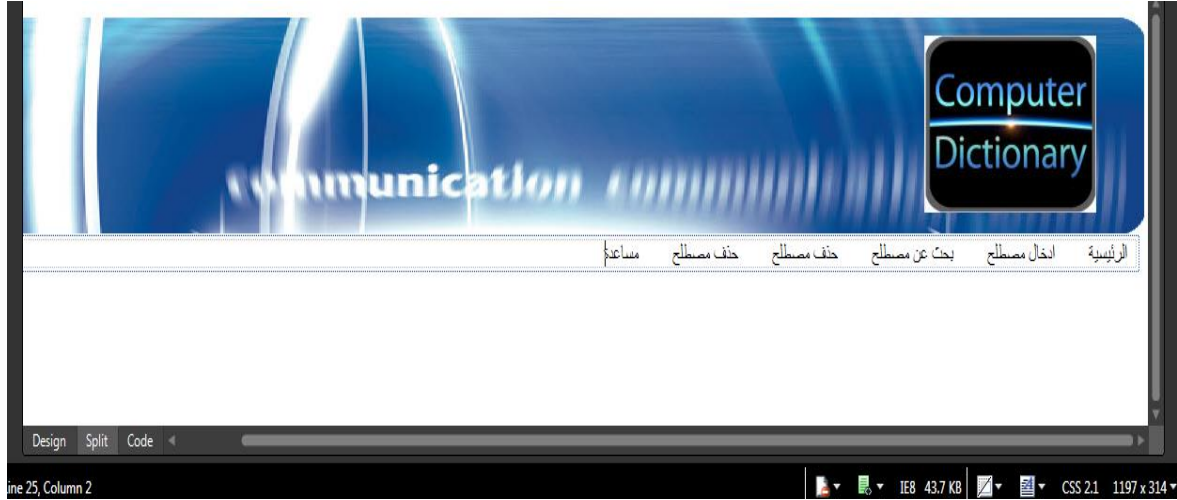 Computer
Dictionary
communication
الرئيسية ادخال مصطلح بحث عن مصطلح حذف مصطلح حذف مصطلح مساعدة
Design Split Code
ine 25, Column 2 IE8 43.7 KB CSS 2.1 1197 x 314